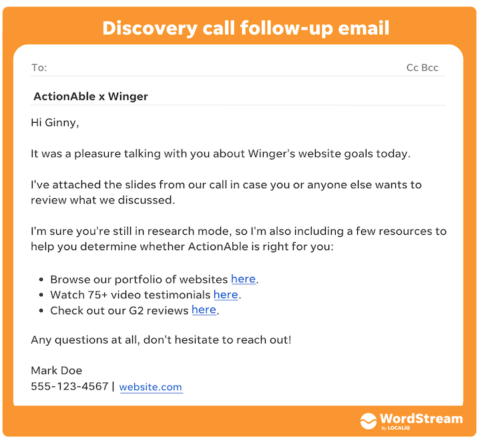 Discovery call follow-up email
To: Cc Bcc
ActionAble x Winger
Hi Ginny,
It was a pleasure talking with you about Winger's website goals today.
I've attached the slides from our call in case you or anyone else wants to
review what we discussed.
I'm sure you're still in research mode, so I'm also including a few resources to
help you determine whether ActionAble is right for you:
• Browse our portfolio of websites here.
• Watch 75+ video testimonials here.
• Check out our G2 reviews here.
Any questions at all, don't hesitate to reach out!
Mark Doe
555-123-4567 | website.com
WordStream
By LOCALiQ